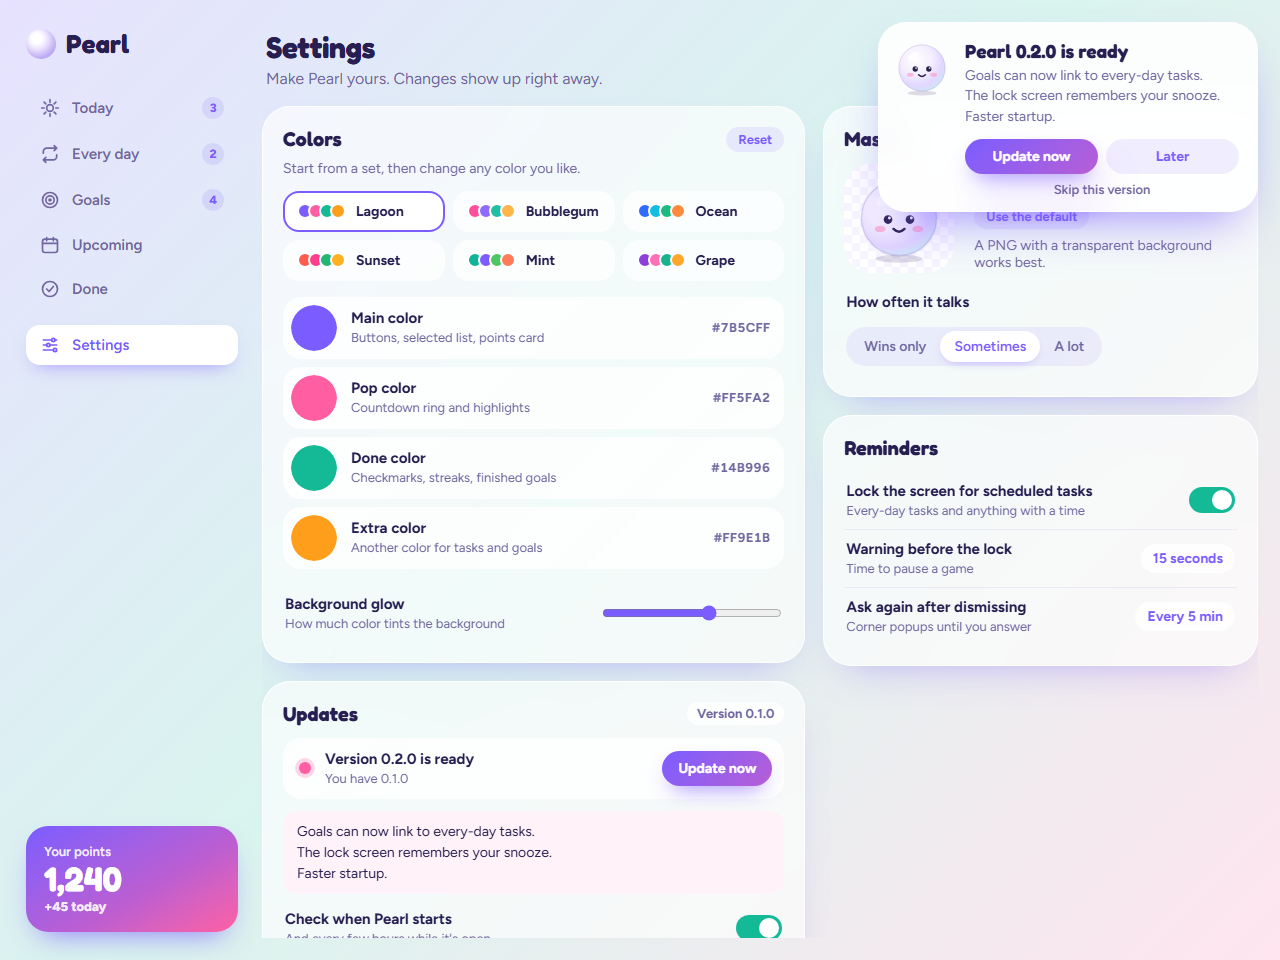 Pearl
Today
3
Every day
2
Goals
4
Upcoming
Done
Settings
Your points
1,240
+45 today
Settings
Make Pearl yours. Changes show up right away.
Colors
Reset
Start from a set, then change any color you like.
Lagoon
Bubblegum
Ocean
Sunset
Mint
Grape
Main color
Buttons, selected list, points card
#7B5CFF
Pop color
Countdown ring and highlights
#FF5FA2
Done color
Checkmarks, streaks, finished goals
#14B996
Extra color
Another color for tasks and goals
#FF9E1B
Background glow
How much color tints the background
Updates
Version 0.1.0
Version 0.2.0 is ready
You have 0.1.0
Update now
Goals can now link to every-day tasks.
The lock screen remembers your snooze.
Faster startup.
Check when Pearl starts
And every few hours while it's open
Pearl 0.2.0 is ready
Goals can now link to every-day tasks.
The lock screen remembers your snooze.
Faster startup.
Update now
Later
Skip this version
Mas
Use the default
A PNG with a transparent background
works best.
How often it talks
Wins only
Sometimes
A lot
Reminders
Lock the screen for scheduled tasks
Every-day tasks and anything with a time
Warning before the lock
Time to pause a game
15 seconds
Ask again after dismissing
Corner popups until you answer
Every 5 min